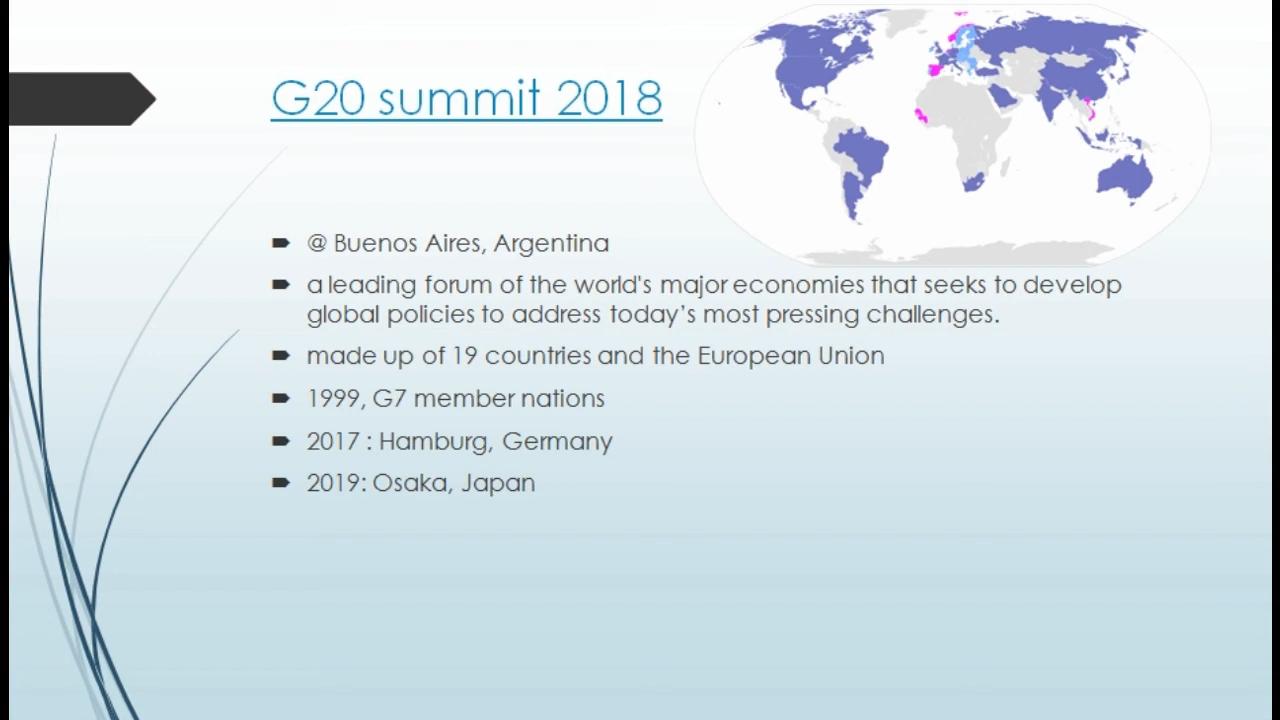 G20 summit 2018
@ Buenos Aires, Argentina
a leading forum of the world's major economies that seeks to develop
global policies to address today’s most pressing challenges.
made up of 19 countries and the European Union
1999, G7 member nations
2017 : Hamburg, Germany
2019: Osaka, Japan